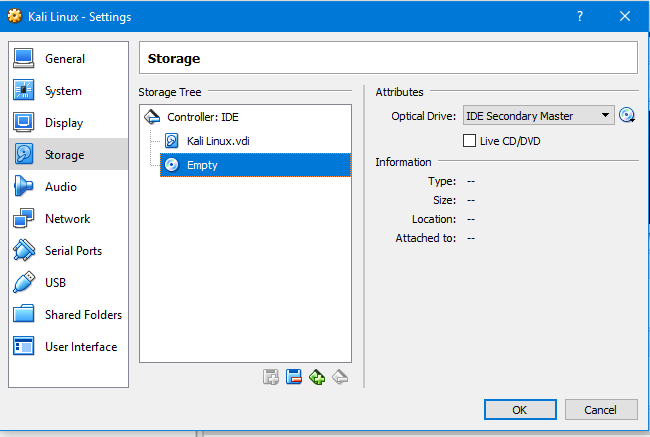 Kali Linux - Settings
?
General
System
Display
Storage
Audio
Network
Serial Ports
USB
Shared Folders
User Interface
Storage
Storage Tree
Controller: IDE
Kali Linux.vdi
Empty
Attributes
Optical Drive: IDE Secondary Master
Live CD/DVD
Information
Type: --
Size: --
Location: --
Attached to: --
OK
Cancel